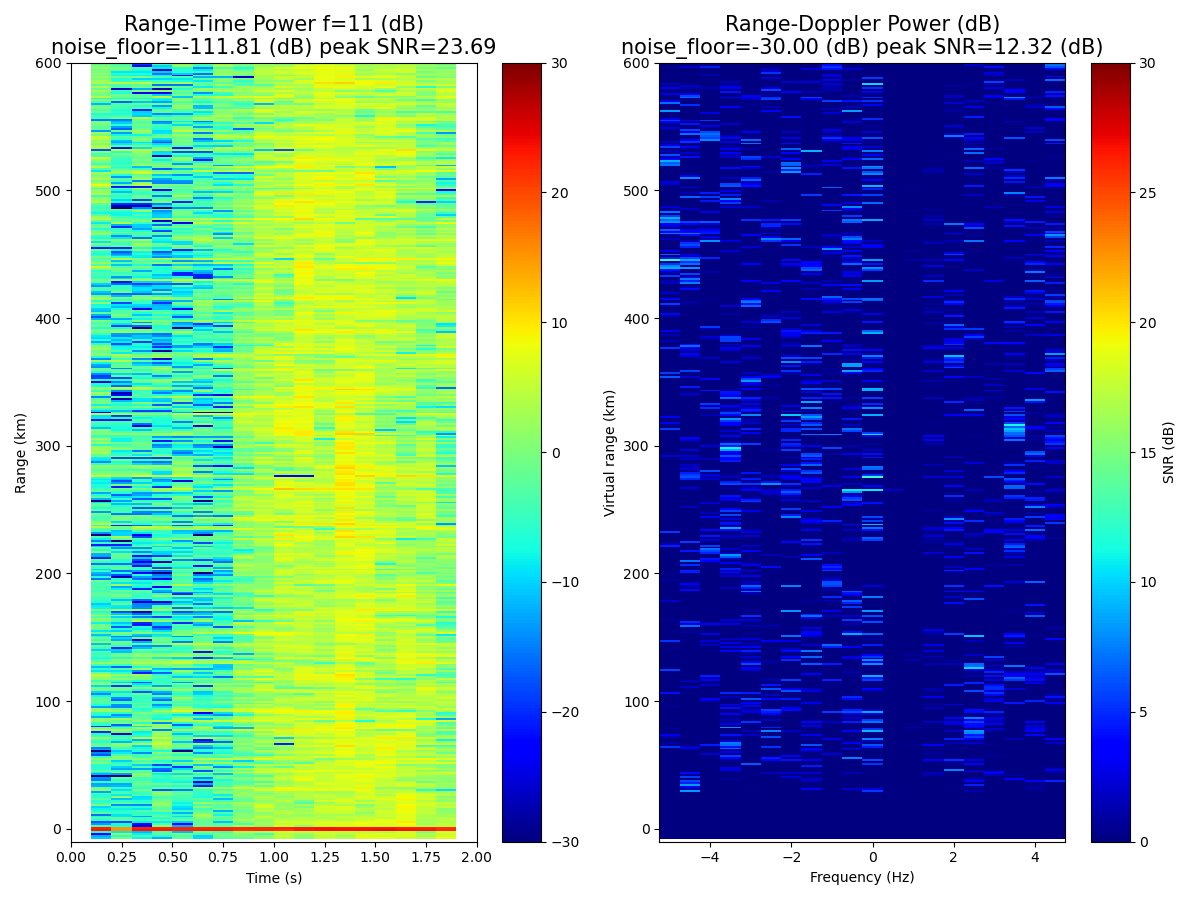 Range-Time Power f=11 (dB)
noise_floor=-111.81 (dB) peak SNR=23.69
600
500
400
300
200
100
0
Range (km)
0.00 0.25 0.50 0.75 1.00 1.25 1.50 1.75 2.00
Time (s)
30
20
10
0
−10
−20
−30
Range-Doppler Power (dB)
noise_floor=-30.00 (dB) peak SNR=12.32 (dB)
600
500
400
300
200
100
0
Virtual range (km)
−4 −2 0 2 4
Frequency (Hz)
30
25
20
15
10
5
0
SNR (dB)